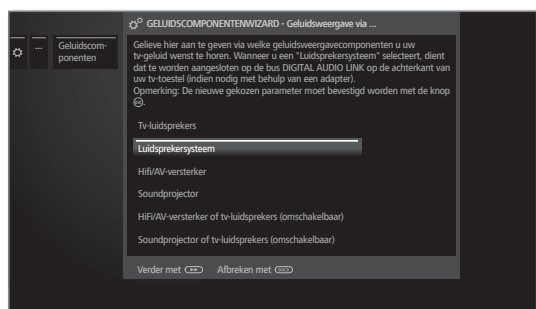 GELUIDSCOMPONENTENWIZARD - Geluidsweergave via ...
...
Geluidscom-
ponenten
Gelieve hier aan te geven via welke geluidsweergavecomponenten u uw
tv-geluid wenst te horen. Wanneer u een "Luidsprekersysteem" selecteert, dient
dat te worden aangesloten op de bus DIGITAL AUDIO LINK op de achterkant van
uw tv-toestel (indien nodig met behulp van een adapter).
Opmerking: De nieuwe gekozen parameter moet bevestigd worden met de knop
OK.
Tv-luidsprekers
Luidsprekersysteem
Hifi/AV-versterker
Soundprojector
HiFi/AV-versterker of tv-luidsprekers (omschakelbaar)
Soundprojector of tv-luidsprekers (omschakelbaar)
Verder met Afbreken met BACK